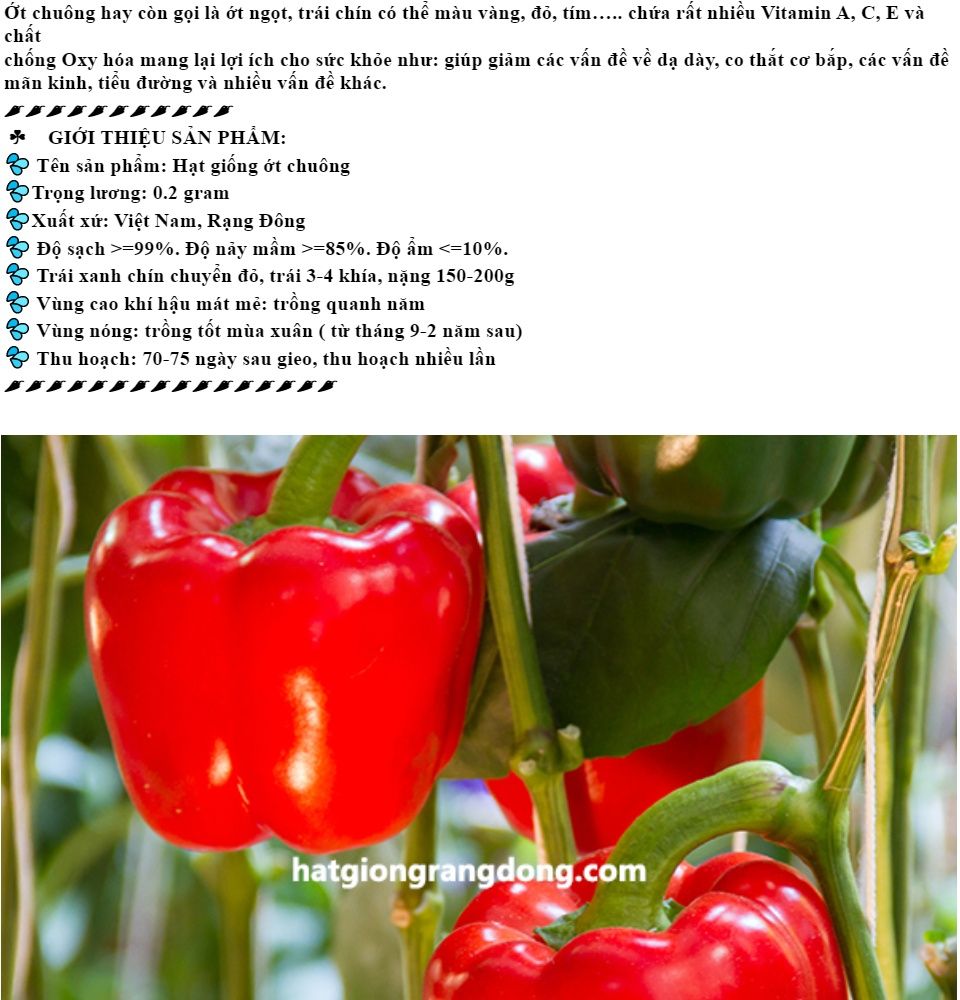 Ớt chuông hay còn gọi là ớt ngọt, trái chín có thể màu vàng, đỏ, tím….. chứa rất nhiều Vitamin A, C, E và
chất
chống Oxy hóa mang lại lợi ích cho sức khỏe như: giúp giảm các vấn đề về dạ dày, co thắt cơ bắp, các vấn đề
mãn kinh, tiểu đường và nhiều vấn đề khác.
🌶🌶🌶🌶🌶🌶🌶🌶🌶🌶🌶
☘ GIỚI THIỆU SẢN PHẨM:
💦 Tên sản phẩm: Hạt giống ớt chuông
💦Trọng lương: 0.2 gram
💦Xuất xứ: Việt Nam, Rạng Đông
💦 Độ sạch >=99%. Độ nảy mầm >=85%. Độ ẩm <=10%.
💦 Trái xanh chín chuyển đỏ, trái 3-4 khía, nặng 150-200g
💦 Vùng cao khí hậu mát mẻ: trồng quanh năm
💦 Vùng nóng: trồng tốt mùa xuân ( từ tháng 9-2 năm sau)
💦 Thu hoạch: 70-75 ngày sau gieo, thu hoạch nhiều lần
🌶🌶🌶🌶🌶🌶🌶🌶🌶🌶🌶🌶🌶🌶🌶🌶
hatgiongrangdong.com